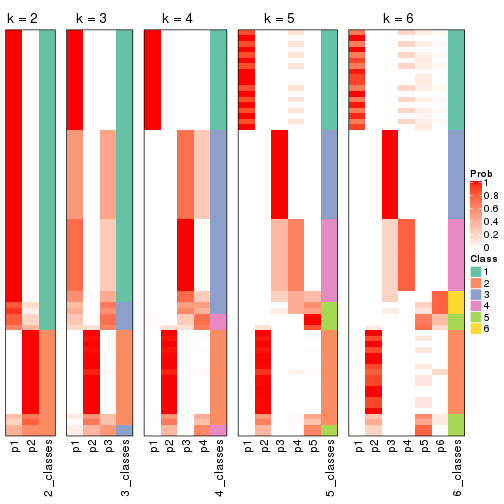 k = 2
k = 3
k = 4
k = 5
k = 6
Prob
1
0.8
0.6
0.4
0.2
0
Class
1
2
3
4
5
6
p1
p2
2_classes
p1
p2
p3
3_classes
p1
p2
p3
p4
4_classes
p1
p2
p3
p4
p5
5_classes
p1
p2
p3
p4
p5
p6
6_classes